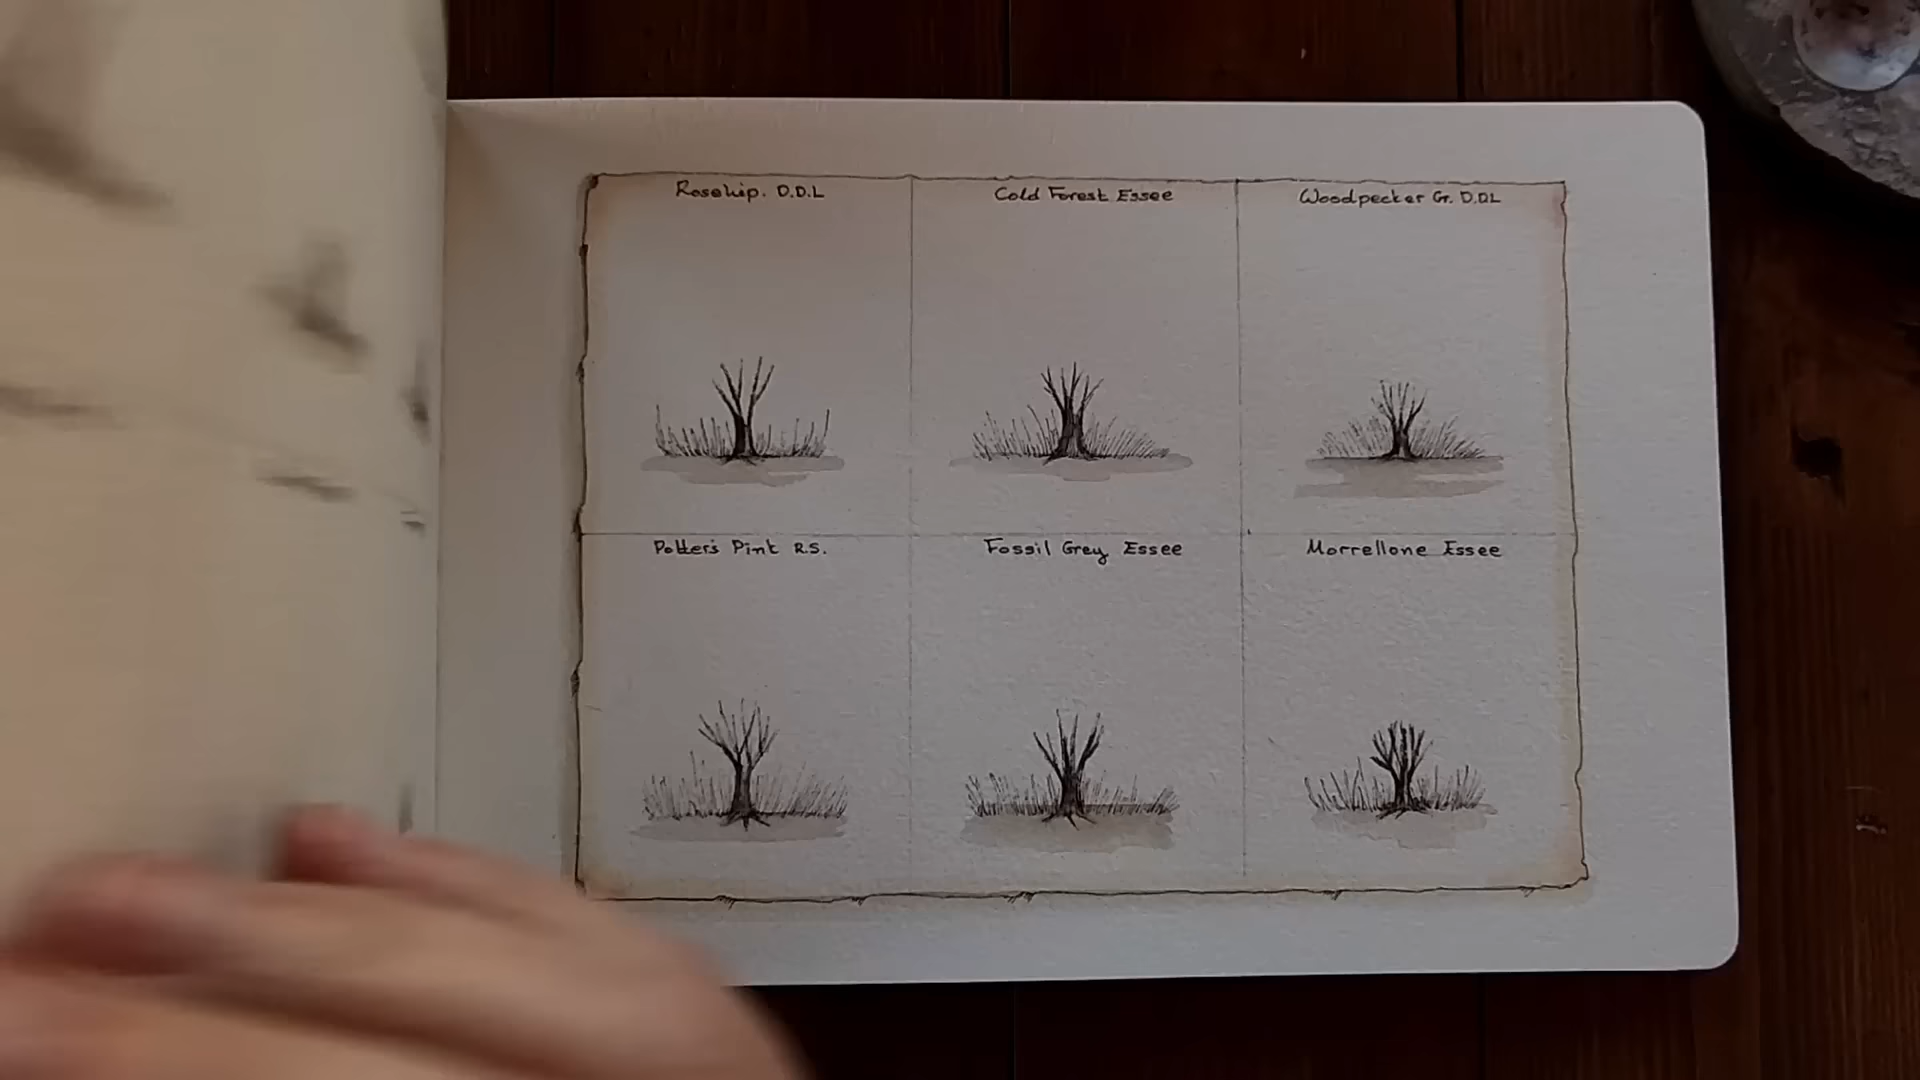 Rosehip. D.D.L
Cold Forest Essee
Woodpecker Gr. D.DL
Potter's Pink R.S.
Fossil Grey Essee
Morrellone Essee